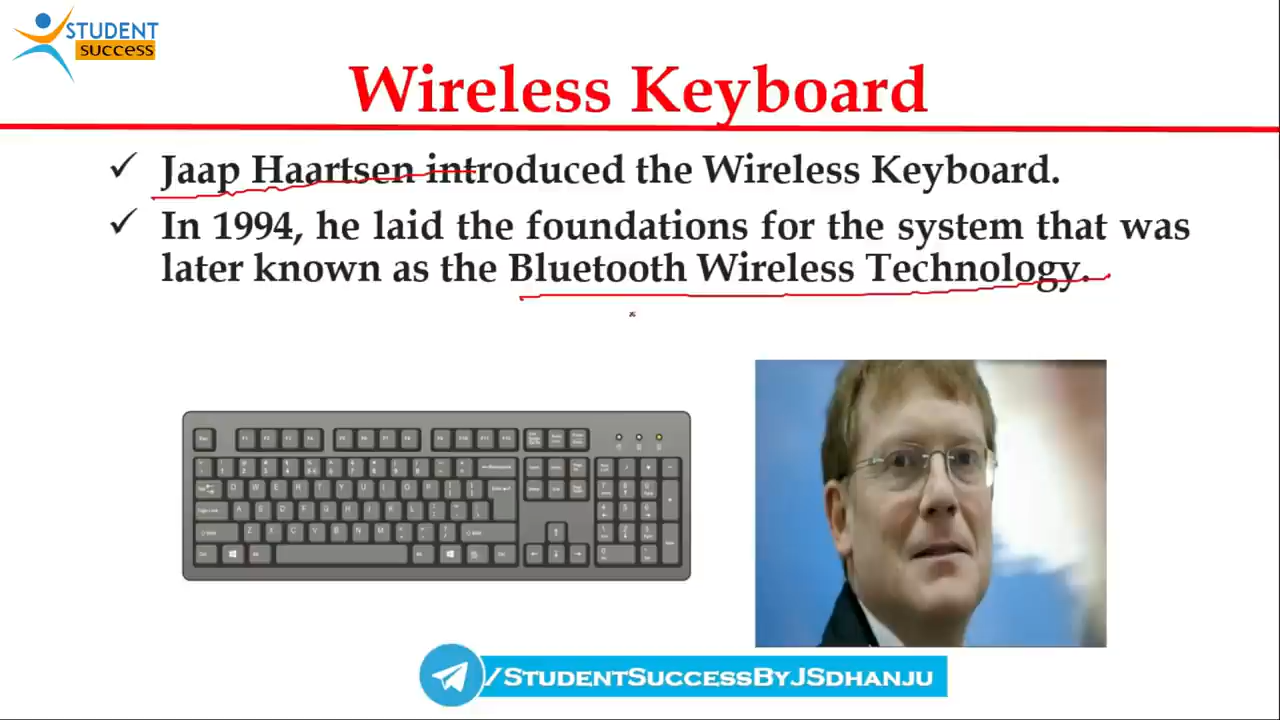 STUDENT
SUCCESS
Wireless Keyboard
✓ Jaap Haartsen introduced the Wireless Keyboard.
✓ In 1994, he laid the foundations for the system that was
later known as the Bluetooth Wireless Technology.
/STUDENTSUCCESSBYJSDHANJU